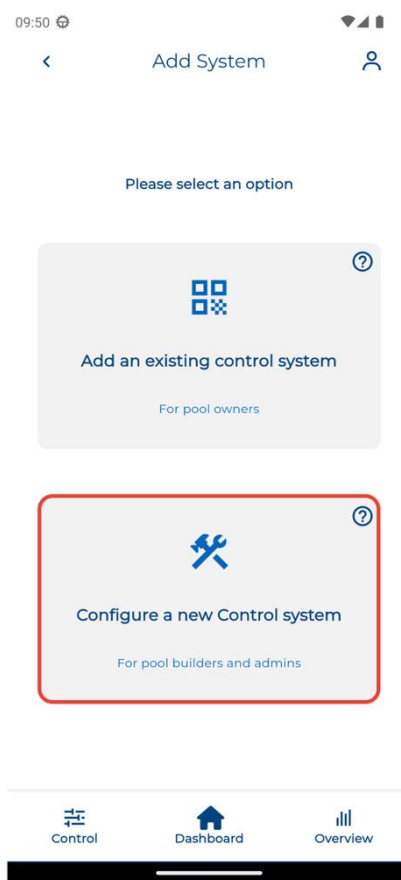 09:50
Add System
Please select an option
Add an existing control system
For pool owners
Configure a new Control system
For pool builders and admins
Control
Dashboard
Overview